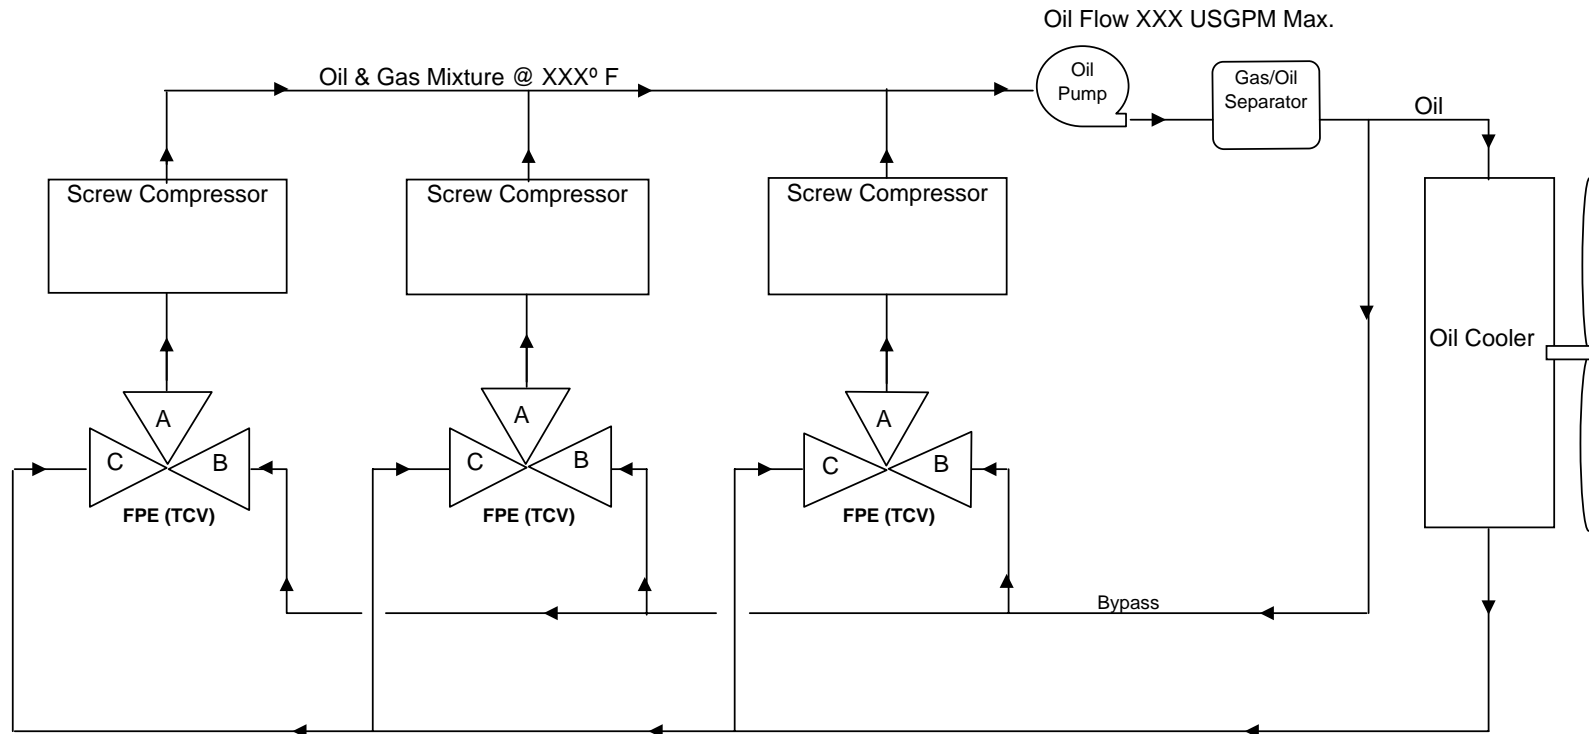 Oil Flow XXX USGPM Max.
Oil & Gas Mixture @ XXXº F
Oil
Pump
Gas/Oil
Separator
Oil
Screw Compressor
Screw Compressor
Screw Compressor
Oil Cooler
A
C
B
FPE (TCV)
A
C
B
FPE (TCV)
A
C
B
FPE (TCV)
Bypass